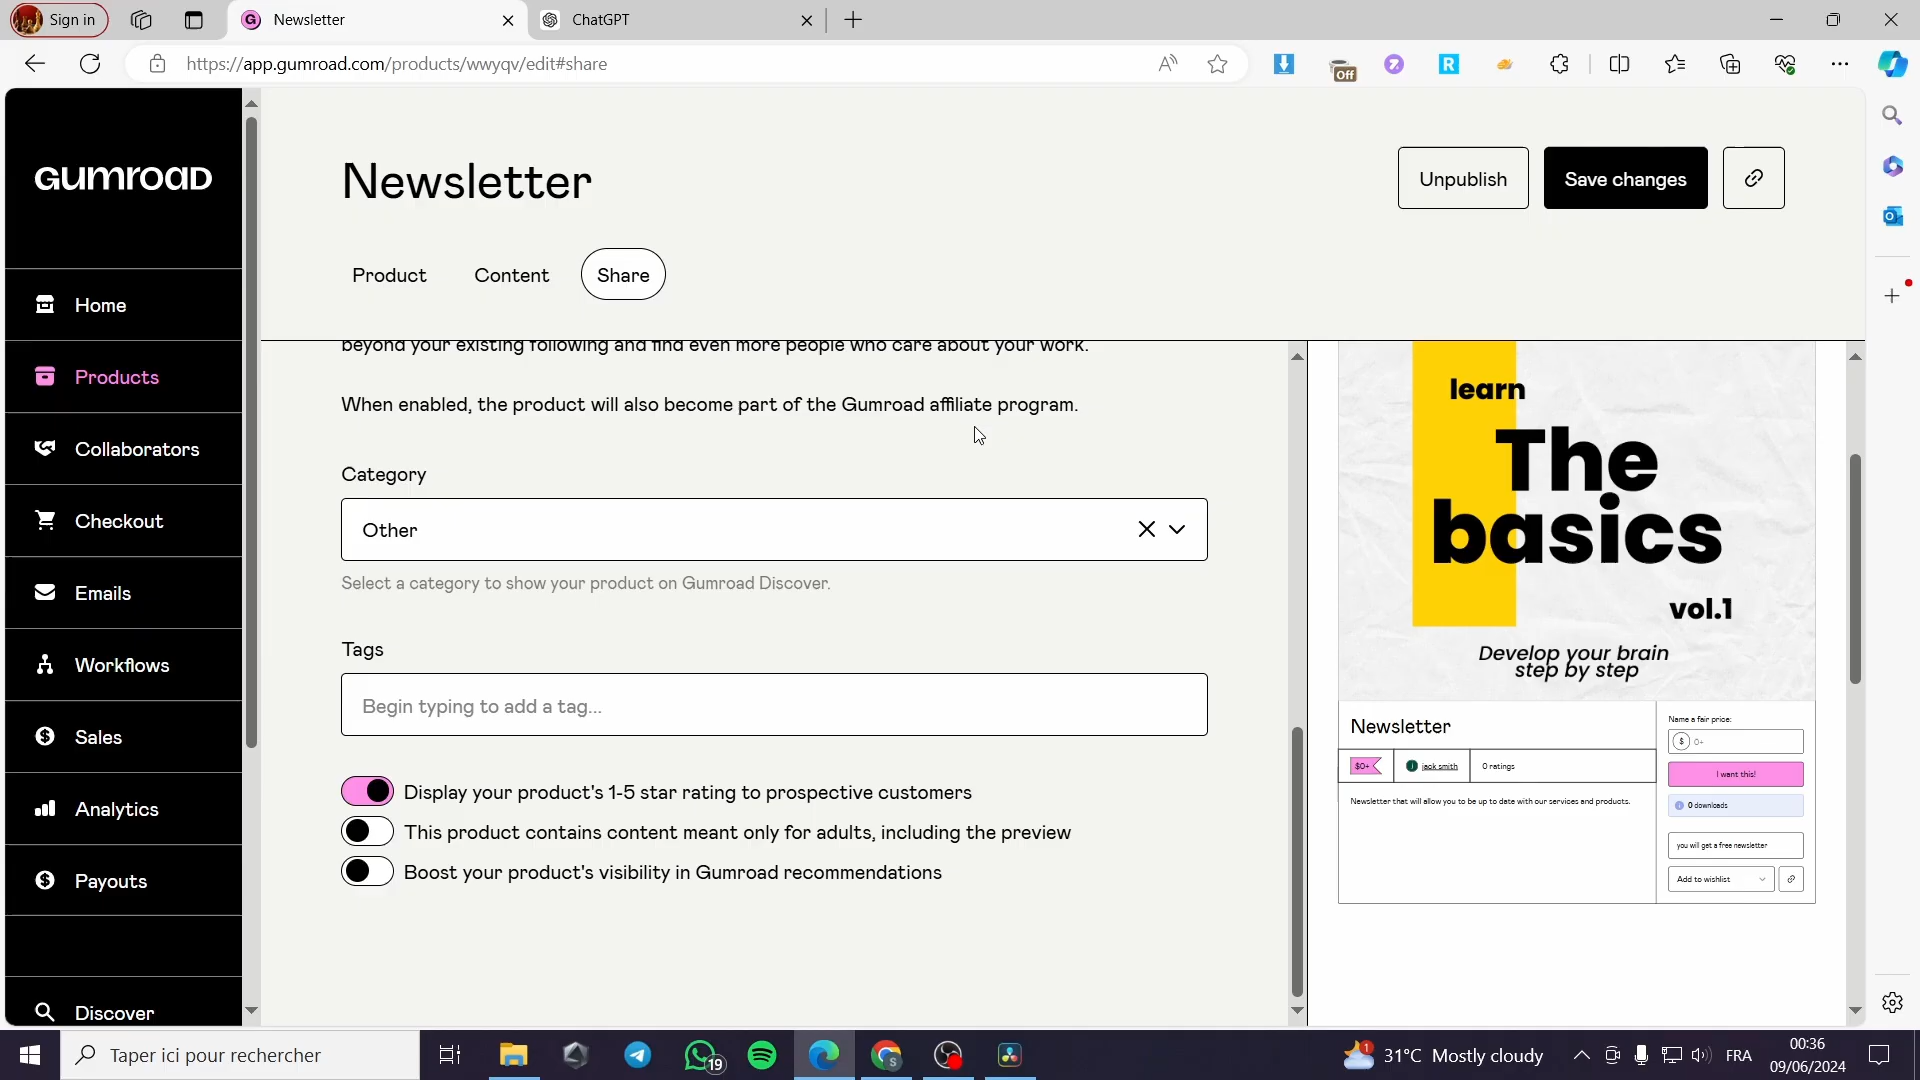 Sign in
Newsletter
ChatGPT
https://app.gumroad.com/products/wwyqv/edit#share
Off
GUMROAD
Home
Products
Collaborators
Checkout
Emails
Workflows
Sales
Analytics
Payouts
Discover
Newsletter
Unpublish
Save changes
Product
Content
Share
beyond your existing following and find even more people who care about your work.
When enabled, the product will also become part of the Gumroad affiliate program.
Category
Other
Select a category to show your product on Gumroad Discover.
Tags
Begin typing to add a tag...
Display your product's 1-5 star rating to prospective customers
This product contains content meant only for adults, including the preview
Boost your product's visibility in Gumroad recommendations
learn
The
basics
vol.1
Develop your brain
step by step
Newsletter
$0+
jack smith
0 ratings
Newsletter that will allow you to be up to date with our services and products.
Name a fair price:
$ 0+
I want this!
0 downloads
you will get a free newsletter
Add to wishlist
Taper ici pour rechercher
19
1
31°C Mostly cloudy
FRA
00:36
09/06/2024